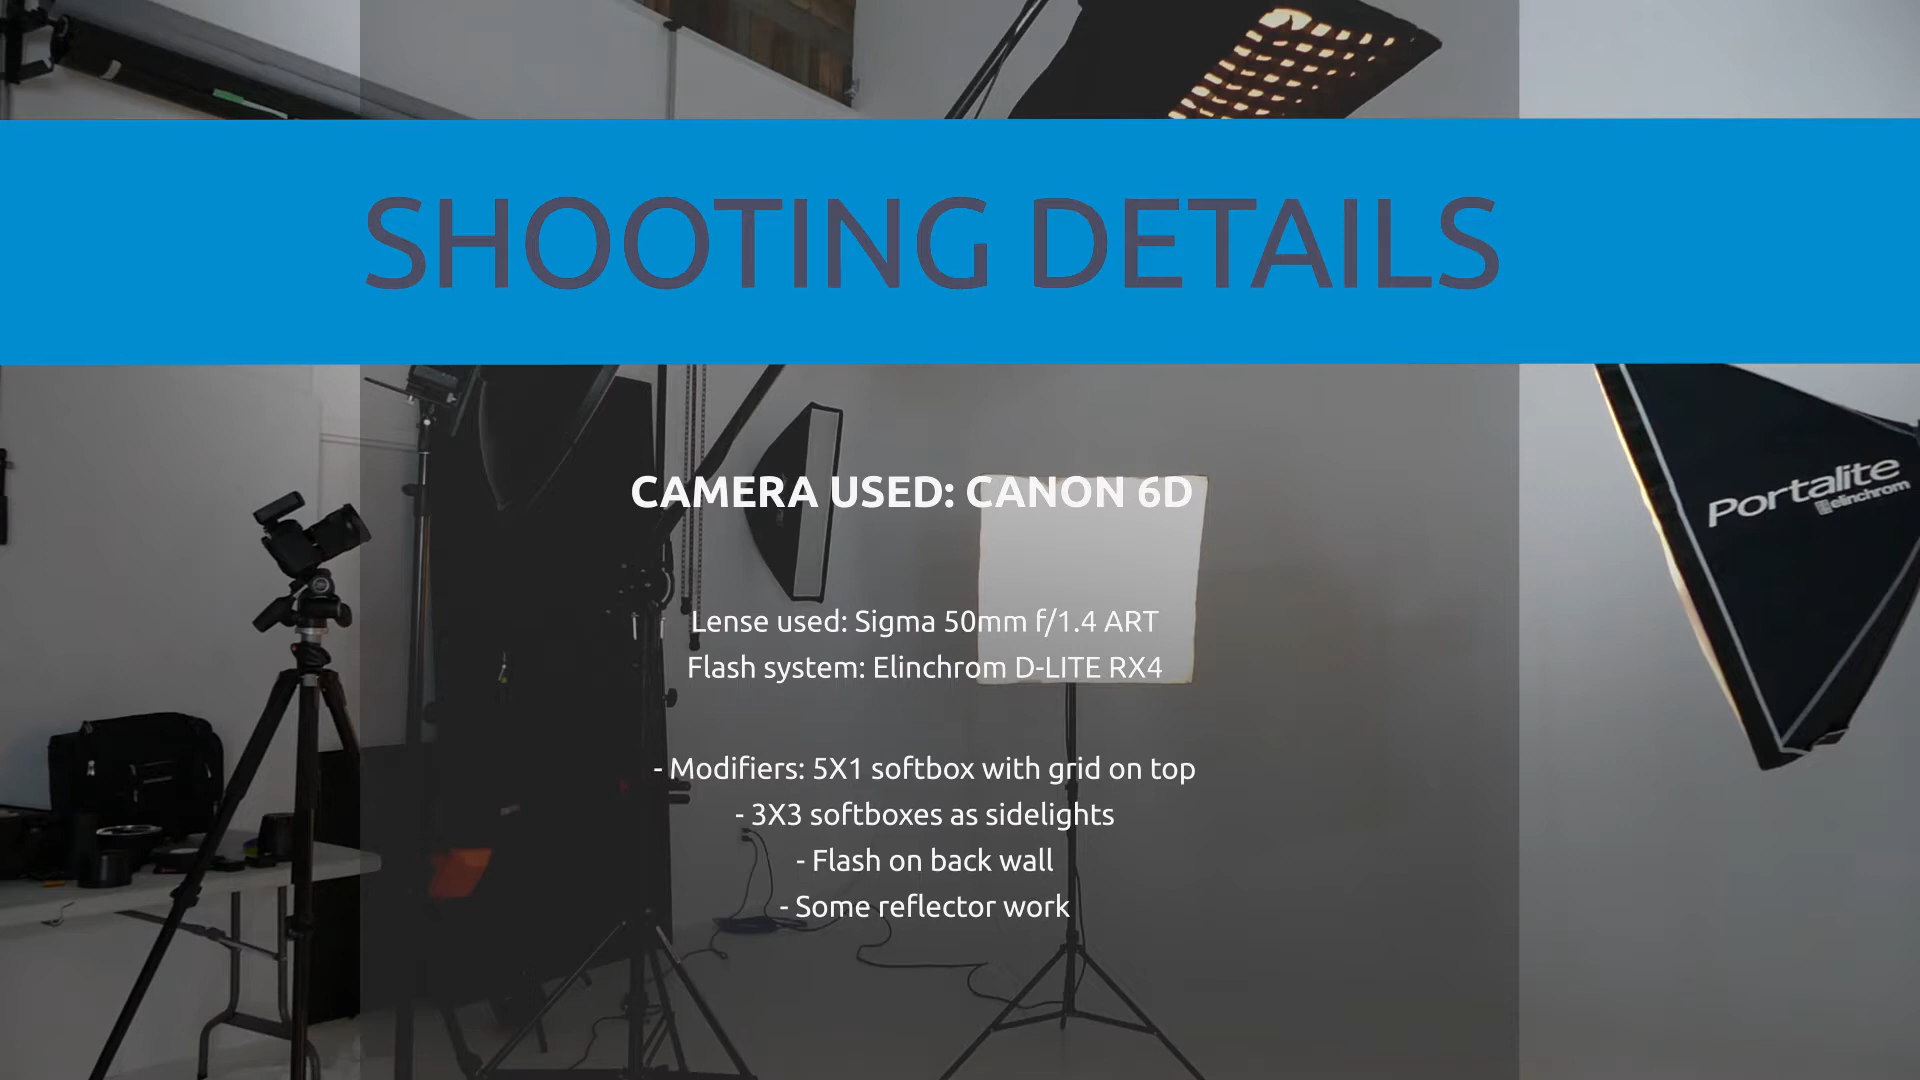 SHOOTING DETAILS
Portalite
elinchrom
CAMERA USED: CANON 6D
Lense used: Sigma 50mm f/1.4 ART
Flash system: Elinchrom D-LITE RX4
- Modifiers: 5X1 softbox with grid on top
- 3X3 softboxes as sidelights
- Flash on back wall
- Some reflector work